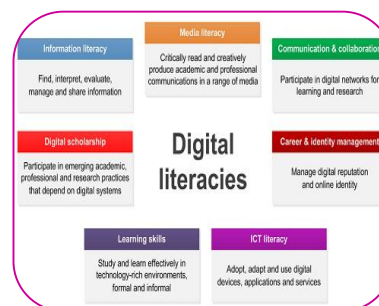 Media literacy
Critically read and creatively
produce academic and professional
communications in a range of media
Information literacy
Find, interpret, evaluate,
manage and share information
Communication & collaboration
Participate in digital networks for
learning and research
Digital scholarship
Participate in emerging academic,
professional and research practices
that depend on digital systems
Digital
literacies
Career & identity management
Manage digital reputation
and online identity
Learning skills
Study and learn effectively in
technology-rich environments,
formal and informal
ICT literacy
Adopt, adapt and use digital
devices, applications and services